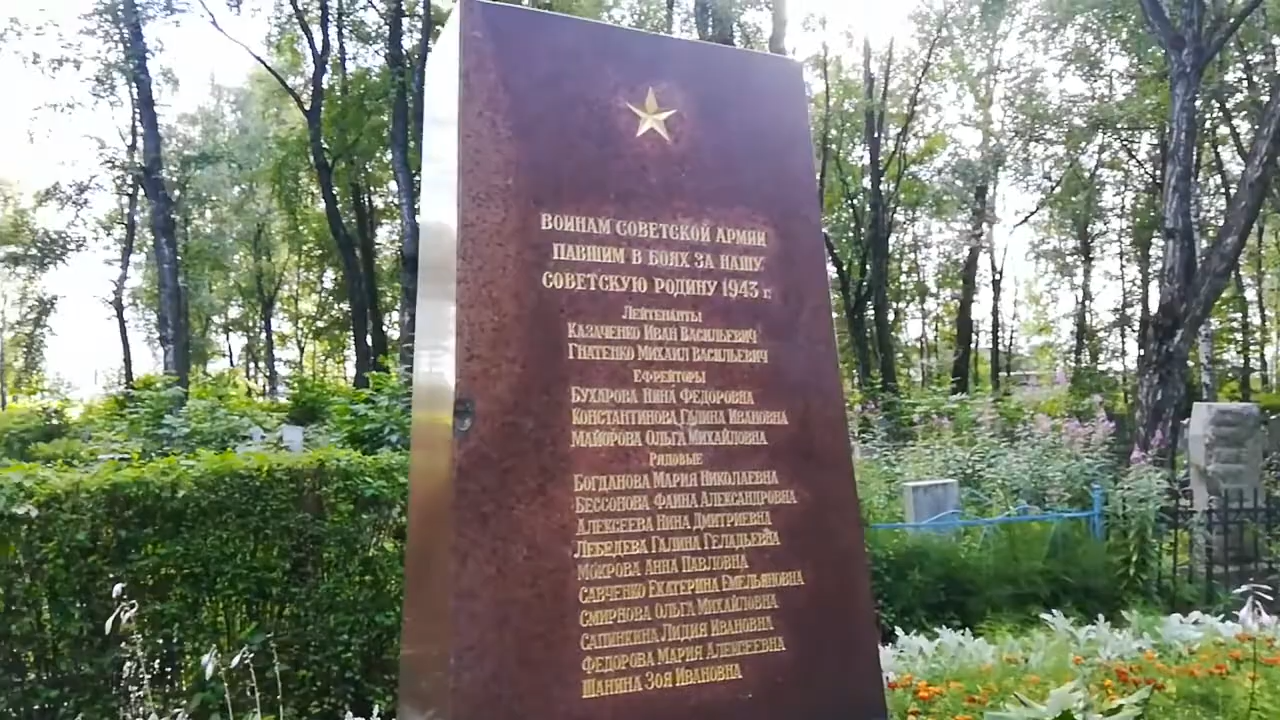 ВОИНАМ СОВЕТСКОЙ АРМИИ
ПАВШИМ В БОЯХ ЗА НАШУ
СОВЕТСКУЮ РОДИНУ 1943 г.
ЛЕЙТЕНАНТЫ
КАЗАЧЕНКО ИВАН ВАСИЛЬЕВИЧ
ГНАТЕНКО МИХАИЛ ВАСИЛЬЕВИЧ
ЕФРЕЙТОРЫ
БУХАРОВА НИНА ФЕДОРОВНА
КОНСТАНТИНОВА ГАЛИНА ИВАНОВНА
МАЙОРОВА ОЛЬГА МИХАЙЛОВНА
РЯДОВЫЕ
БОГДАНОВА МАРИЯ НИКОЛАЕВНА
БЕССОНОВА ФАИНА АЛЕКСАНДРОВНА
АЛЕКСЕЕВА НИНА ДМИТРИЕВНА
ЛЕБЕДЕВА ГАЛИНА ГЕЛАДЬЕВНА
МОКРОВА АННА ПАВЛОВНА
САВЧЕНКО ЕКАТЕРИНА ЕМЕЛЬЯНОВНА
СМИРНОВА ОЛЬГА МИХАЙЛОВНА
САПИНКИНА ЛИДИЯ ИВАНОВНА
ФЕДОРОВА МАРИЯ АЛЕКСЕЕВНА
ШАНИНА ЗОЯ ИВАНОВНА